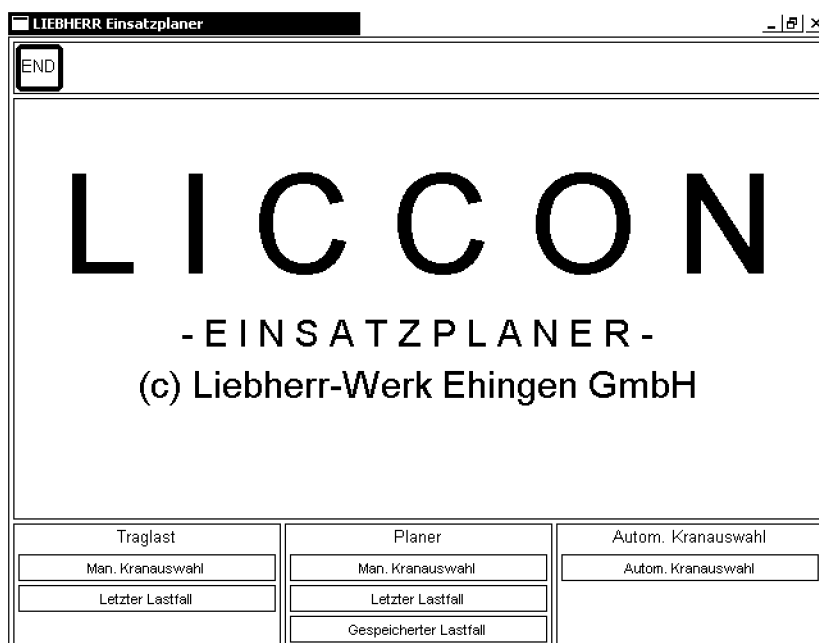 LIEBHERR Einsatzplaner
END
LICCON
-EINSATZPLANER-
(c) Liebherr-Werk Ehingen GmbH
Traglast
Man. Kranauswahl
Letzter Lastfall
Planer
Man. Kranauswahl
Letzter Lastfall
Gespeicherter Lastfall
Autom. Kranauswahl
Autom. Kranauswahl